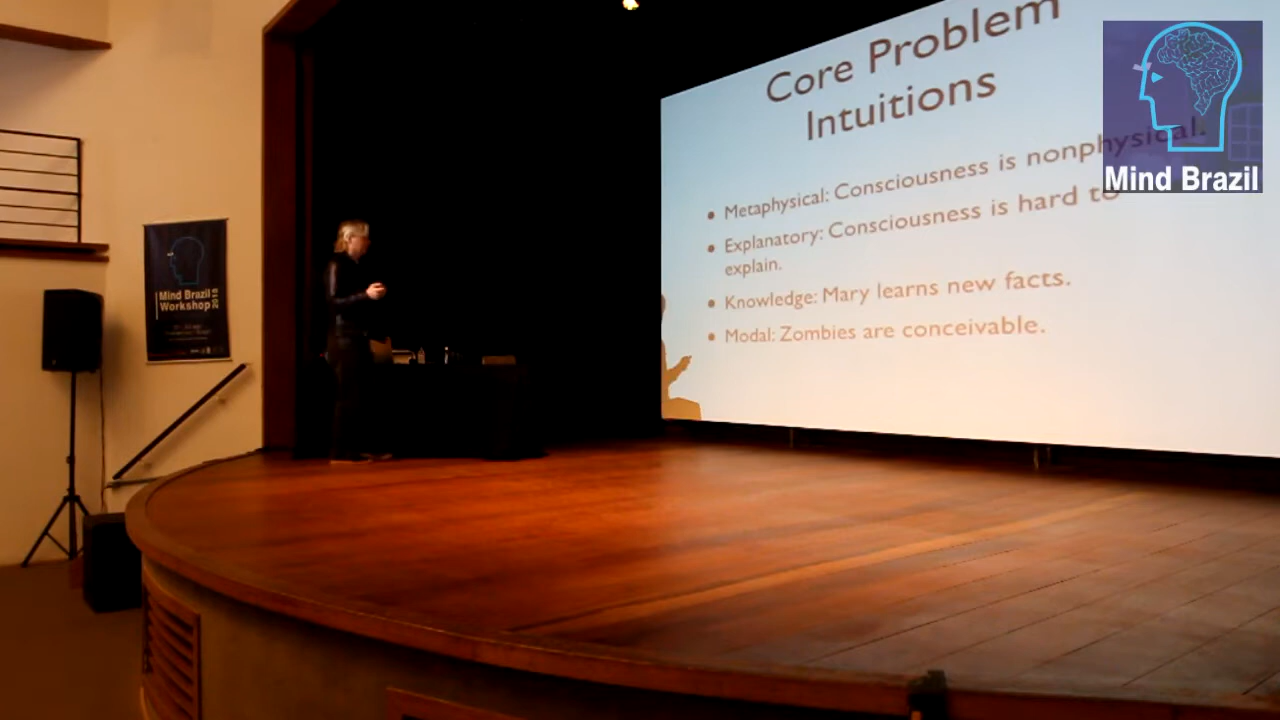 Core Problem
Intuitions
• Metaphysical: Consciousness is nonphysical.
• Explanatory: Consciousness is hard to
explain.
• Knowledge: Mary learns new facts.
• Modal: Zombies are conceivable.
Mind Brazil
Mind Brazil
Workshop 2015